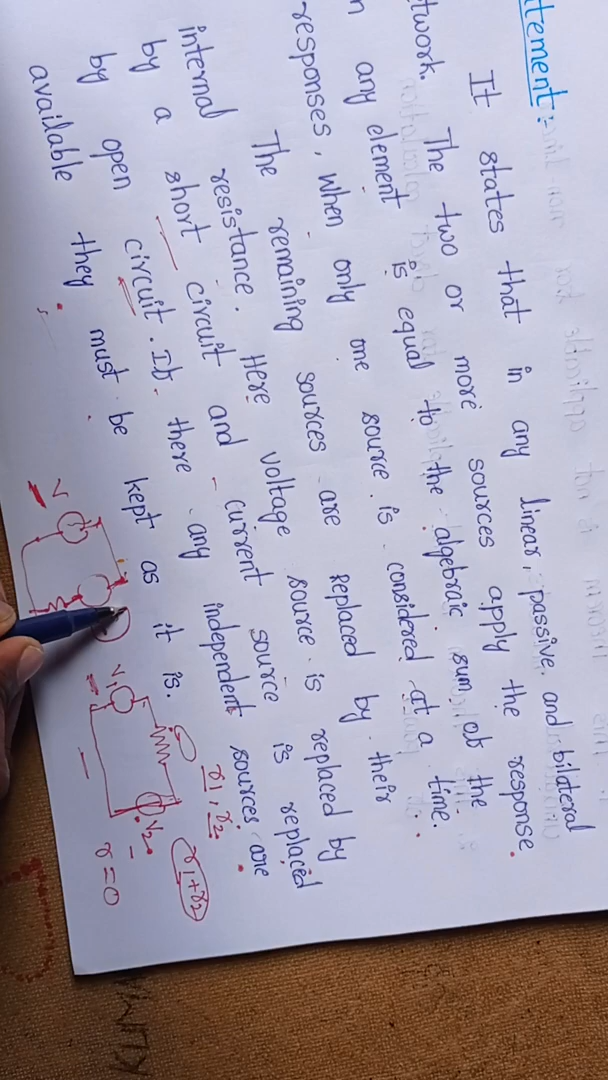 tement :-
It states that in any linear, passive and bilateral
twork. The two or more sources apply the response
n any element is equal to the algebraic sum of the
responses, when only one source is considered at a time.
The remaining sources are replaced by their
internal resistance. Here voltage source is replaced by
by a short circuit and current source is replaced
by open circuit. If there any independent sources are
available they must be kept as it is.
r1, r2
r1+r2
V
V1
V2
r=0